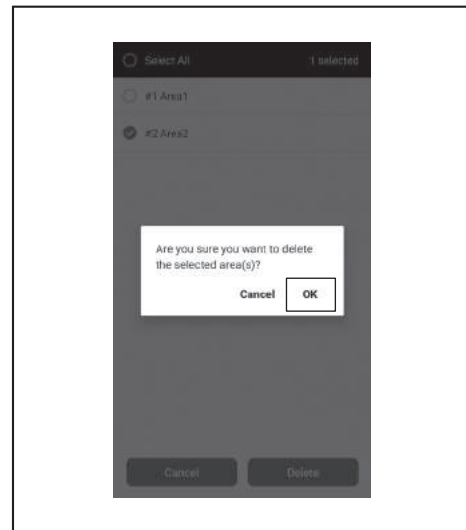 Select All
1 selected
#1 Area1
#2 Area2
Are you sure you want to delete
the selected area(s)?
Cancel
OK
Cancel
Delete